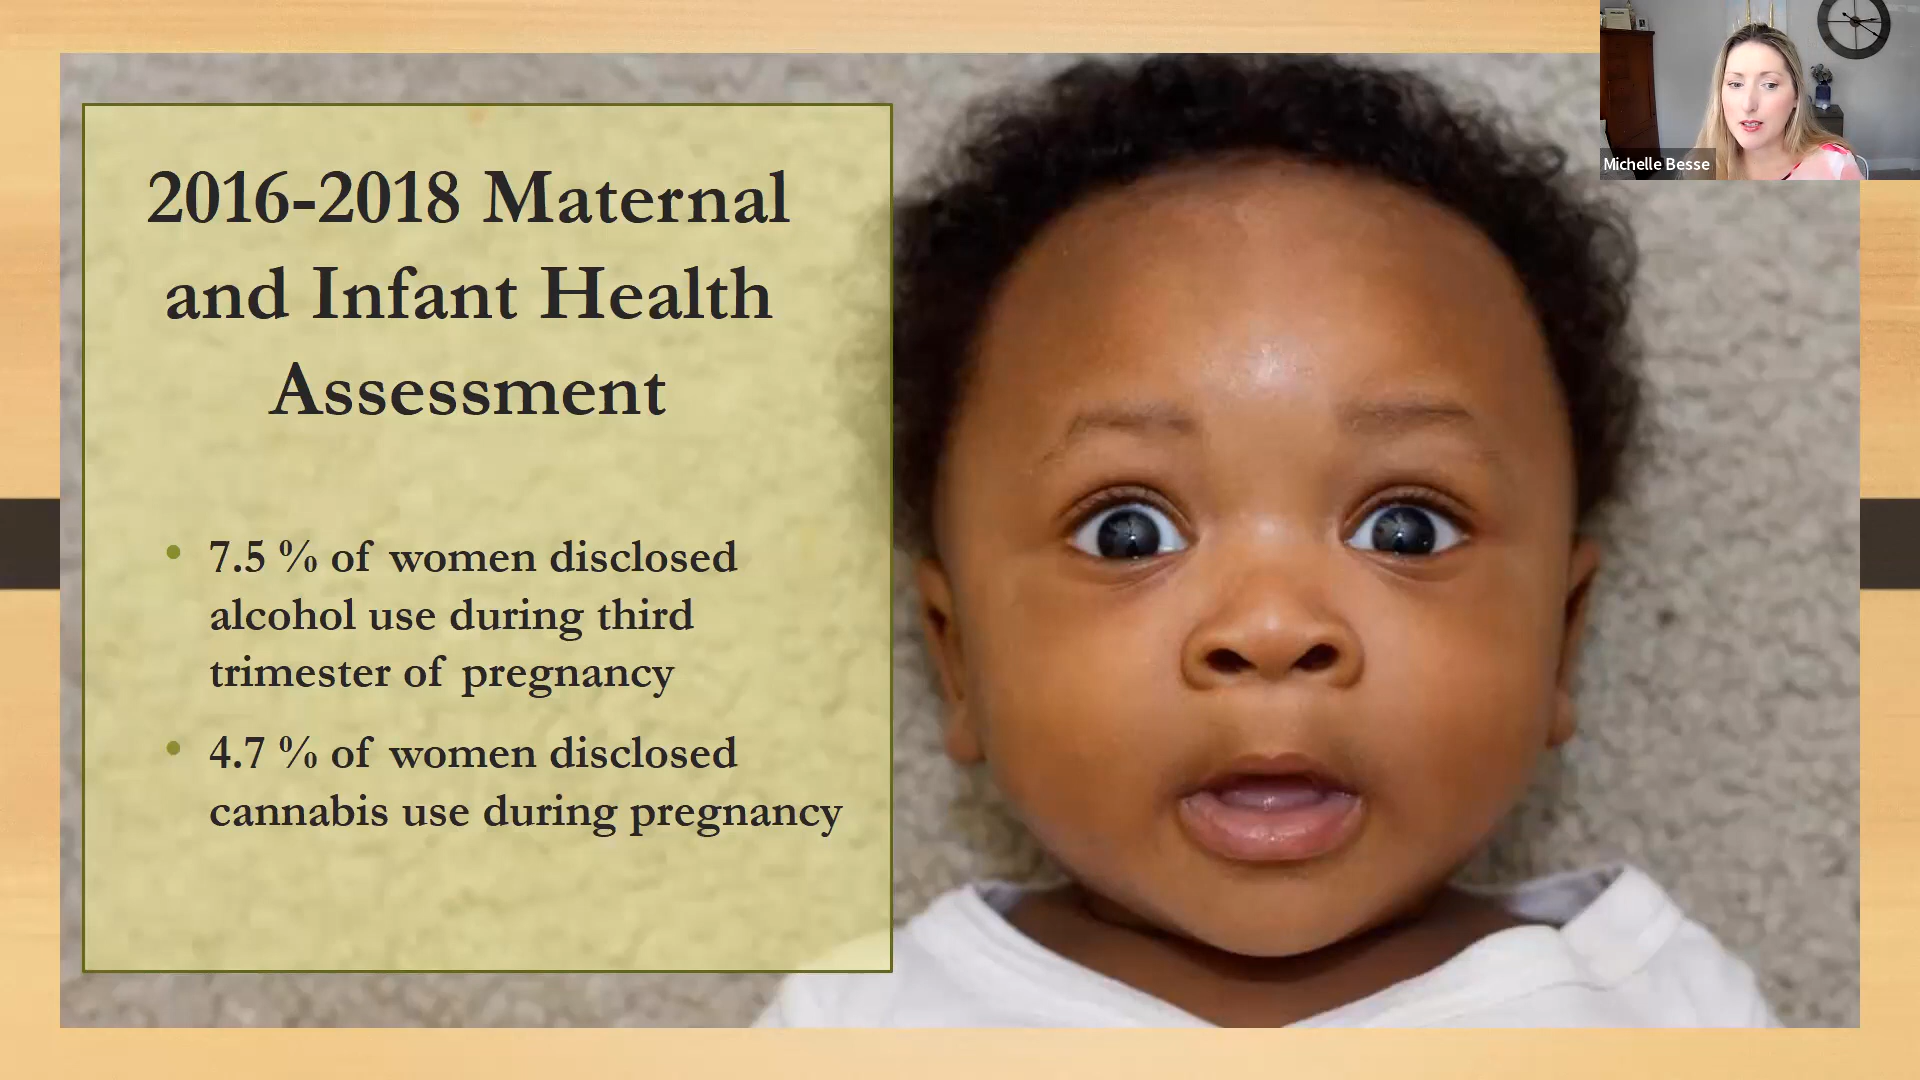 2016-2018 Maternal
and Infant Health
Assessment
• 7.5 % of women disclosed
alcohol use during third
trimester of pregnancy
• 4.7 % of women disclosed
cannabis use during pregnancy
Michelle Besse